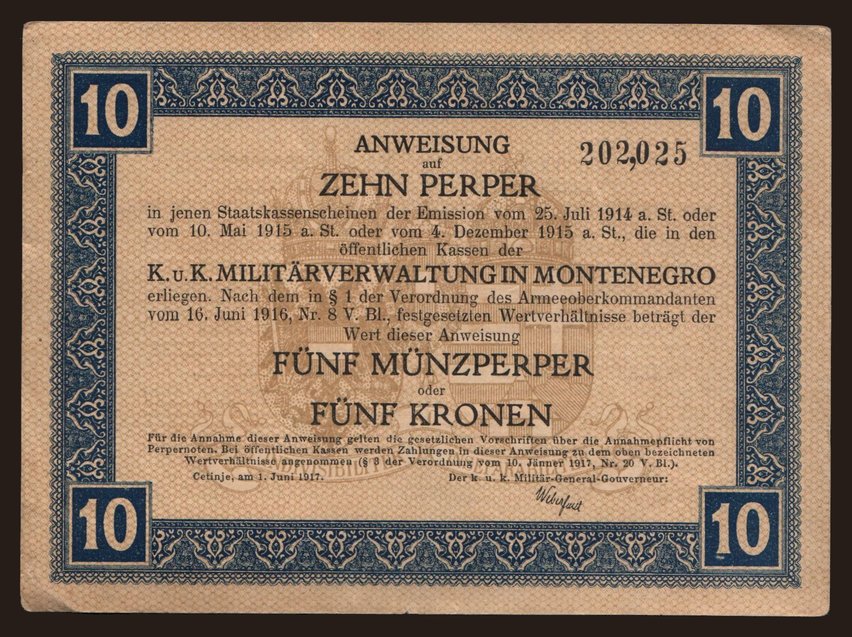 10 10
ANWEISUNG
auf
202,025
ZEHN PERPER
in jenen Staatskassenscheinen der Emission vom 25. Juli 1914 a. St. oder
vom 10. Mai 1915 a. St. oder vom 4. Dezember 1915 a. St., die in den
öffentlichen Kassen der
K.u.K. MILITÄRVERWALTUNG IN MONTENEGRO
erliegen. Nach dem in § 1 der Verordnung des Armeeoberkommandanten
vom 16. Juni 1916, Nr. 8 V. Bl., festgesetzten Wertverhältnisse beträgt der
Wert dieser Anweisung
FÜNF MÜNZPERPER
oder
FÜNF KRONEN
Für die Annahme dieser Anweisung gelten die gesetzlichen Vorschriften über die Annahmepflicht von
Perpernoten. Bei öffentlichen Kassen werden Zahlungen in dieser Anweisung zu dem oben bezeichneten
Wertverhältnisse angenommen (§ 3 der Verordnung vom 10. Jänner 1917, Nr. 20 V. Bl.).
Cetinje, am 1. Juni 1917. Der k. u. k. Militär-General-Gouverneur:
10 10